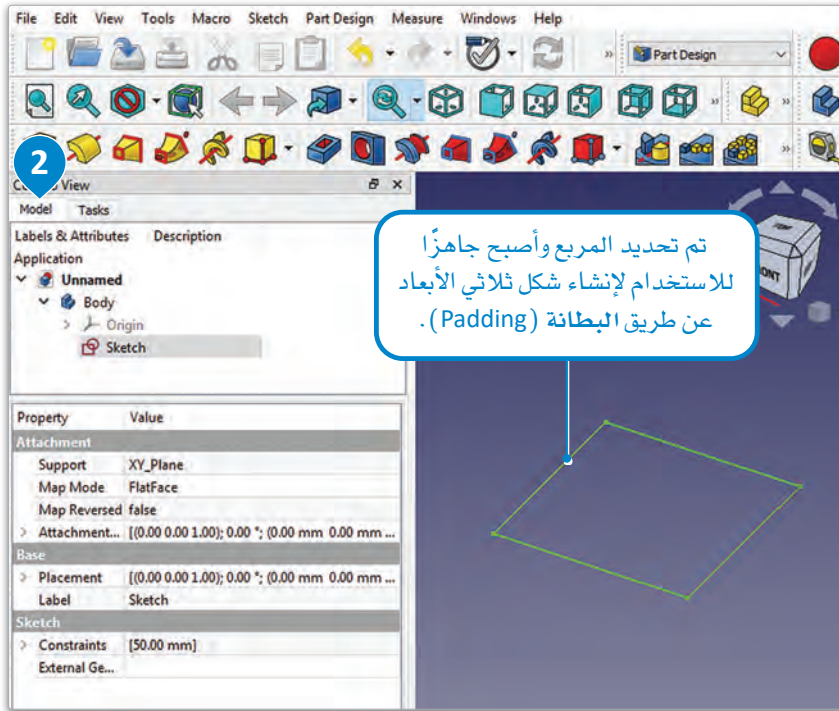 File Edit View Tools Macro Sketch Part Design Measure Windows Help
Part Design
2
View
Model Tasks
Labels & Attributes Description
Application
Unnamed
Body
Origin
Sketch
تم تحديد المربع وأصبح جاهزًا
للاستخدام لإنشاء شكل ثلاثي الأبعاد
عن طريق البطانة (Padding).
Property Value
Attachment
Support XY_Plane
Map Mode FlatFace
Map Reversed false
Attachment... [(0.00 0.00 1.00); 0.00 °; (0.00 mm 0.00 mm ...
Base
Placement [(0.00 0.00 1.00); 0.00 °; (0.00 mm 0.00 mm ...
Label Sketch
Sketch
Constraints [50.00 mm]
External Ge...